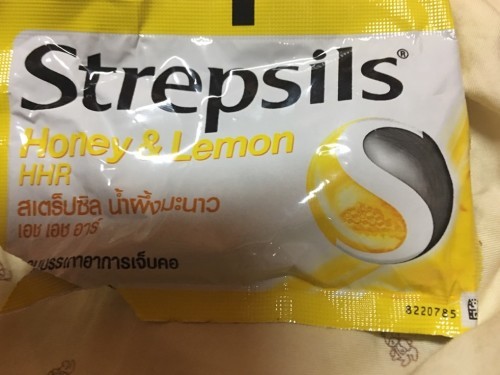 Strepsils®
Honey & Lemon
HHR
สเตร็ปซิล น้ำผึ้งมะนาว
เอช เอช อาร์
บรรเทาอาการเจ็บคอ
8220785